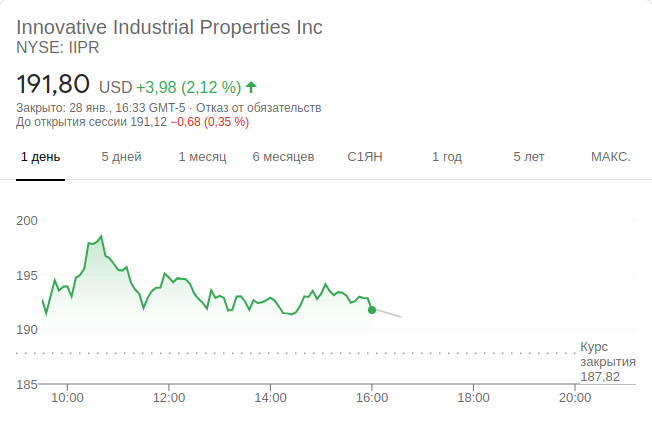 Innovative Industrial Properties Inc
NYSE: IIPR
191,80 USD +3,98 (2,12 %)
Закрыто: 28 янв., 16:33 GMT-5 · Отказ от обязательств
До открытия сессии 191,12 −0,68 (0,35 %)
1 день 5 дней 1 месяц 6 месяцев С1ЯН 1 год 5 лет МАКС.
200
195
190
Курс
закрытия
187,82
185
10:00 12:00 14:00 16:00 18:00 20:00